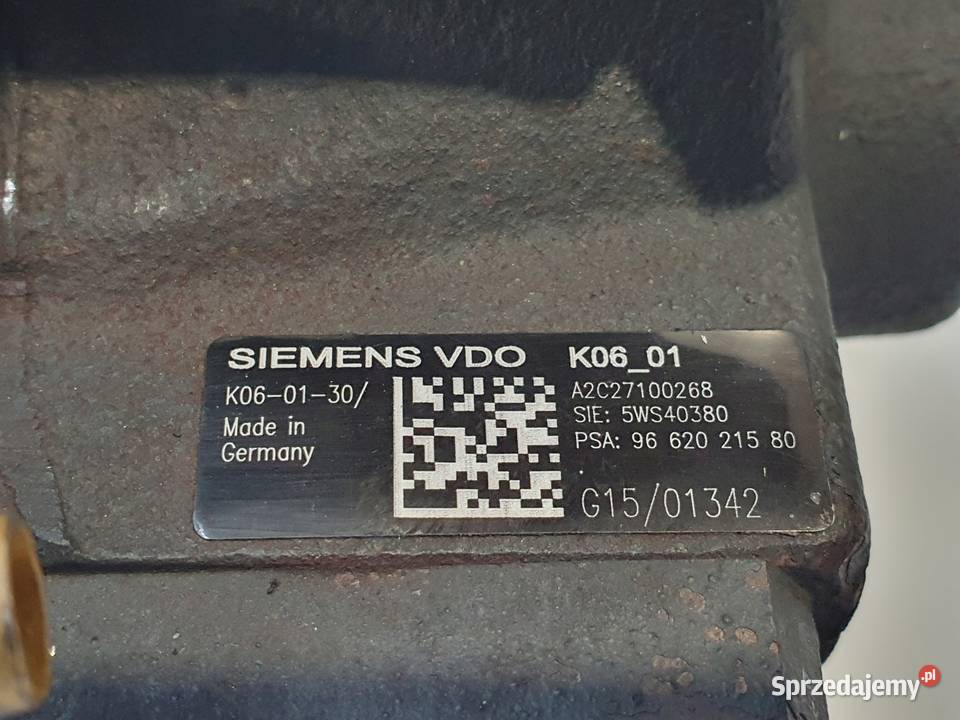 SIEMENS VDO K06_01
K06-01-30/
A2C27100268
SIE: 5WS40380
Made in
Germany
PSA: 96 620 215 80
G15/01342
Sprzedajemy.pl